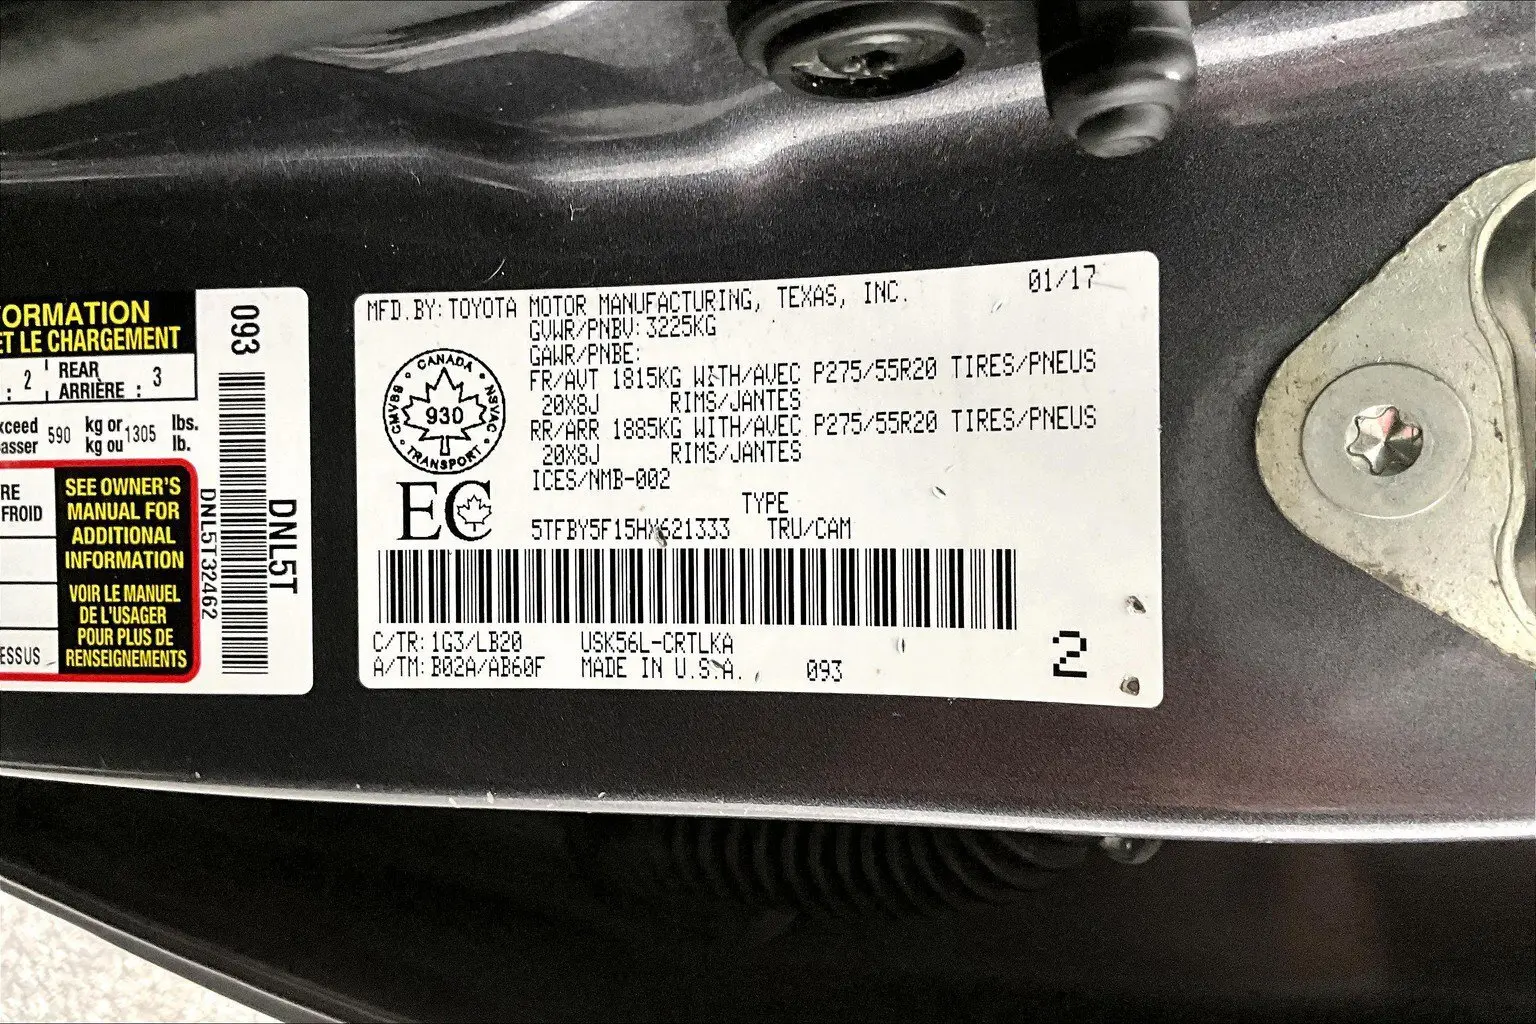 ORMATION
ET LE CHARGEMENT
: 2 REAR ARRIÈRE : 3
xceed asser 590 kg or kg ou 1305 lbs. lb.
RE
FROID
SEE OWNER'S
MANUAL FOR
ADDITIONAL
INFORMATION
VOIR LE MANUEL
DE L'USAGER
POUR PLUS DE
RENSEIGNEMENTS
ESSUS
093
DNL5T32462
DNL5T
MFD. BY: TOYOTA MOTOR MANUFACTURING, TEXAS, INC. 01/17
GVWR/PNBV: 3225KG
GAWR/PNBE:
FR/AVT 1815KG WITH/AVEC P275/55R20 TIRES/PNEUS
20X8J RIMS/JANTES
RR/ARR 1885KG WITH/AVEC P275/55R20 TIRES/PNEUS
20X8J RIMS/JANTES
ICES/NMB-002
CANADA
CMVSS NSVAC
930
TRANSPORT
EC
TYPE
5TFBY5F15HX621333 TRU/CAM
C/TR: 1G3/LB20 USK56L-CRTLKA
A/TM: B02A/AB60F MADE IN U.S.A. 093
2